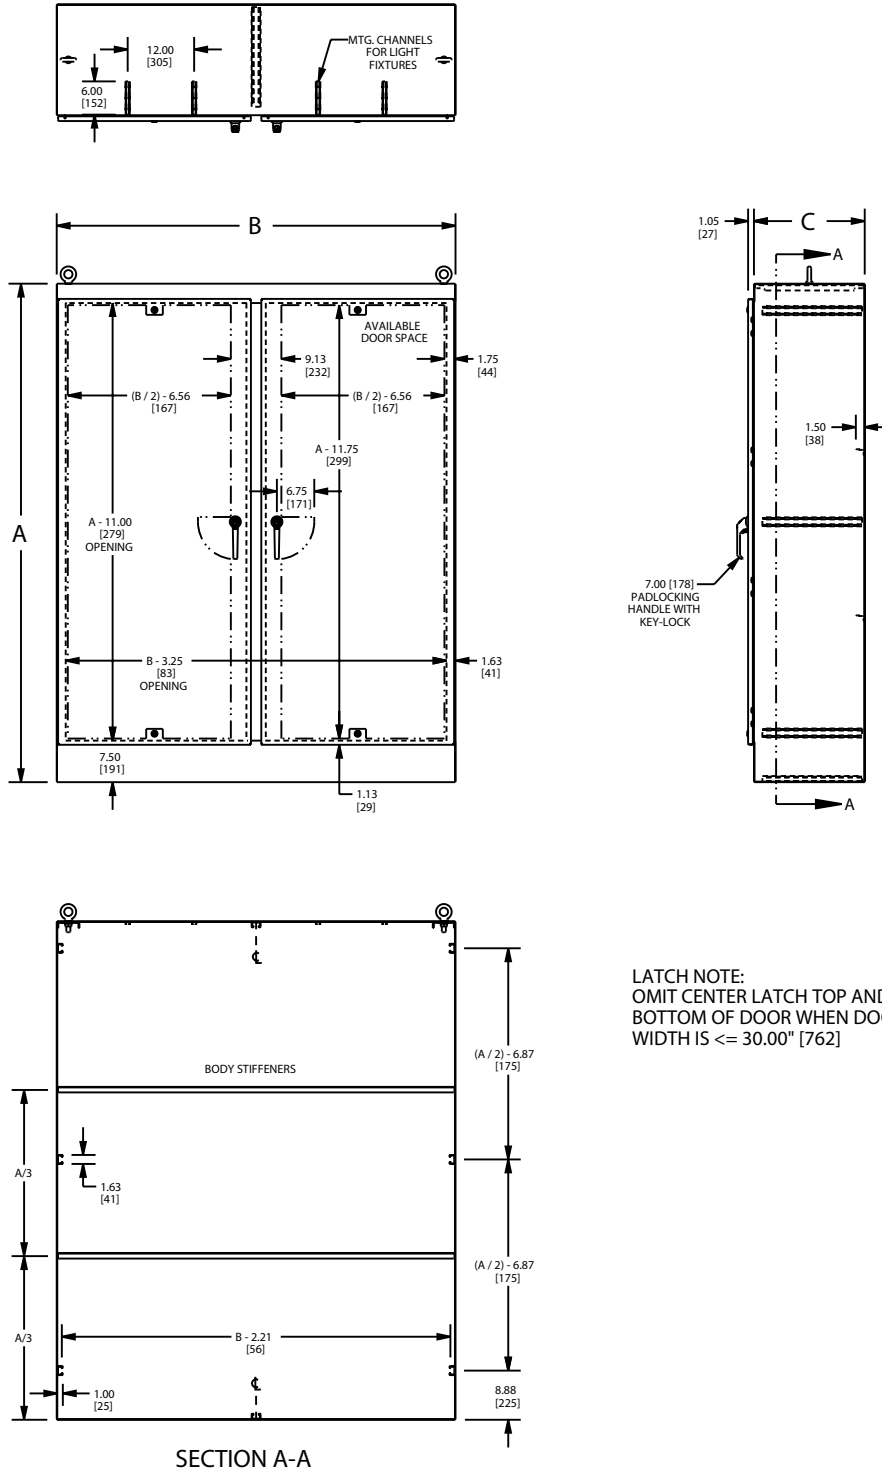 12.00
[305]
MTG. CHANNELS
FOR LIGHT
FIXTURES
6.00
[152]
B
1.05
[27]
C
A
AVAILABLE
DOOR SPACE
9.13
[232]
1.75
[44]
(B / 2) - 6.56
[167]
(B / 2) - 6.56
[167]
1.50
[38]
A - 11.75
[299]
6.75
[171]
A
A - 11.00
[279]
OPENING
7.00 [178]
PADLOCKING
HANDLE WITH
KEY-LOCK
B - 3.25
[83]
OPENING
1.63
[41]
7.50
[191]
1.13
[29]
A
LATCH NOTE:
OMIT CENTER LATCH TOP AND
BOTTOM OF DOOR WHEN
WIDTH IS <= 30.00" [762]
(A / 2) - 6.87
[175]
BODY STIFFENERS
A/3
1.63
[41]
(A / 2) - 6.87
[175]
A/3
B - 2.21
[56]
1.00
[25]
8.88
[225]
SECTION A-A